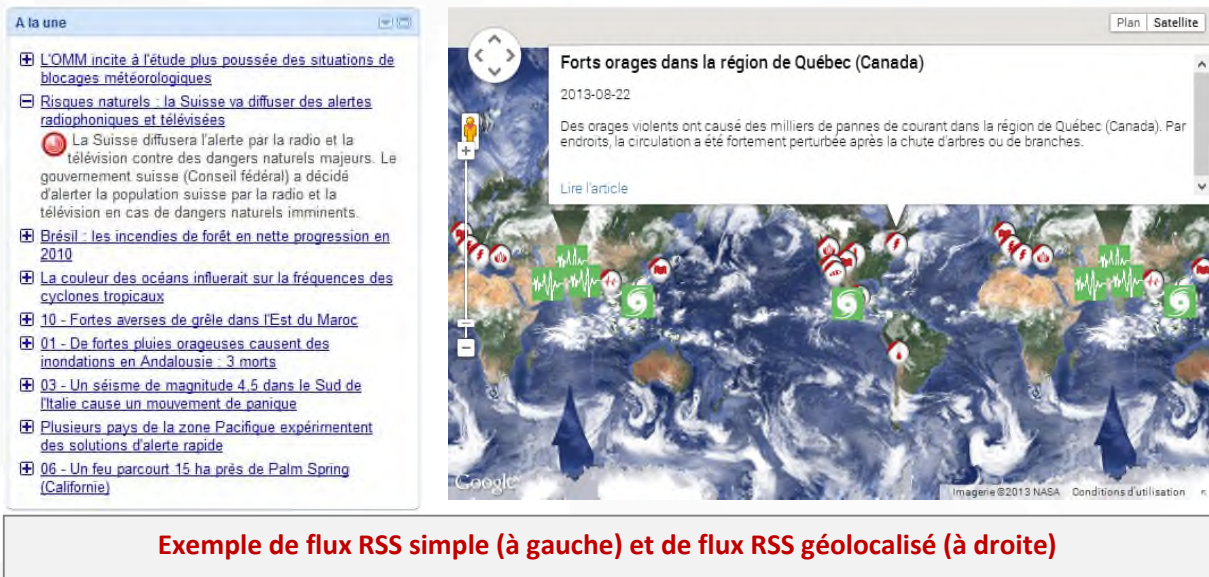 A la une
L'OMM incite à l'étude plus poussée des situations de
blocages météorologiques
Risques naturels : la Suisse va diffuser des alertes
radiophoniques et télévisées
La Suisse diffusera l'alerte par la radio et la
télévision contre des dangers naturels majeurs. Le
gouvernement suisse (Conseil fédéral) a décidé
d'alerter la population suisse par la radio et la
télévision en cas de dangers naturels imminents.
Brésil : les incendies de forêt en nette progression en
2010
La couleur des océans influerait sur la fréquences des
cyclones tropicaux
10 - Fortes averses de grêle dans l'Est du Maroc
01 - De fortes pluies orageuses causent des
inondations en Andalousie : 3 morts
03 - Un séisme de magnitude 4,5 dans le Sud de
l'Italie cause un mouvement de panique
Plusieurs pays de la zone Pacifique expérimentent
des solutions d'alerte rapide
06 - Un feu parcourt 15 ha près de Palm Spring
(Californie)
Plan Satellite
Forts orages dans la région de Québec (Canada)
2013-08-22
Des orages violents ont causé des milliers de pannes de courant dans la région de Québec (Canada). Par
endroits, la circulation a été fortement perturbée après la chute d'arbres ou de branches.
Lire l'article
Google
Imagerie ©2013 NASA Conditions d'utilisation
Exemple de flux RSS simple (à gauche) et de flux RSS géolocalisé (à droite)